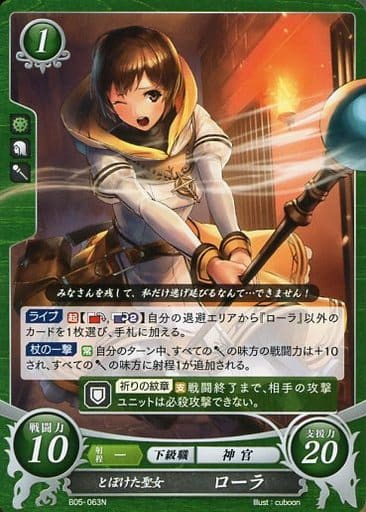 1
みなさんを残して、私だけ逃げ延びるなんて…できません!
ライブ 起【 , 2】自分の退避エリアから『ローラ』以外の
カードを1枚選び、手札に加える。
杖の一撃 常 自分のターン中、すべての の味方の戦闘力は+10
され、すべての の味方に射程1が追加される。
祈りの紋章 支 戦闘終了まで、相手の攻撃
ユニットは必殺攻撃できない。
戦闘力
10
射程
一
下級職
神官
支援力
20
とぼけた聖女
ローラ
B05-063N
Illust : cuboon